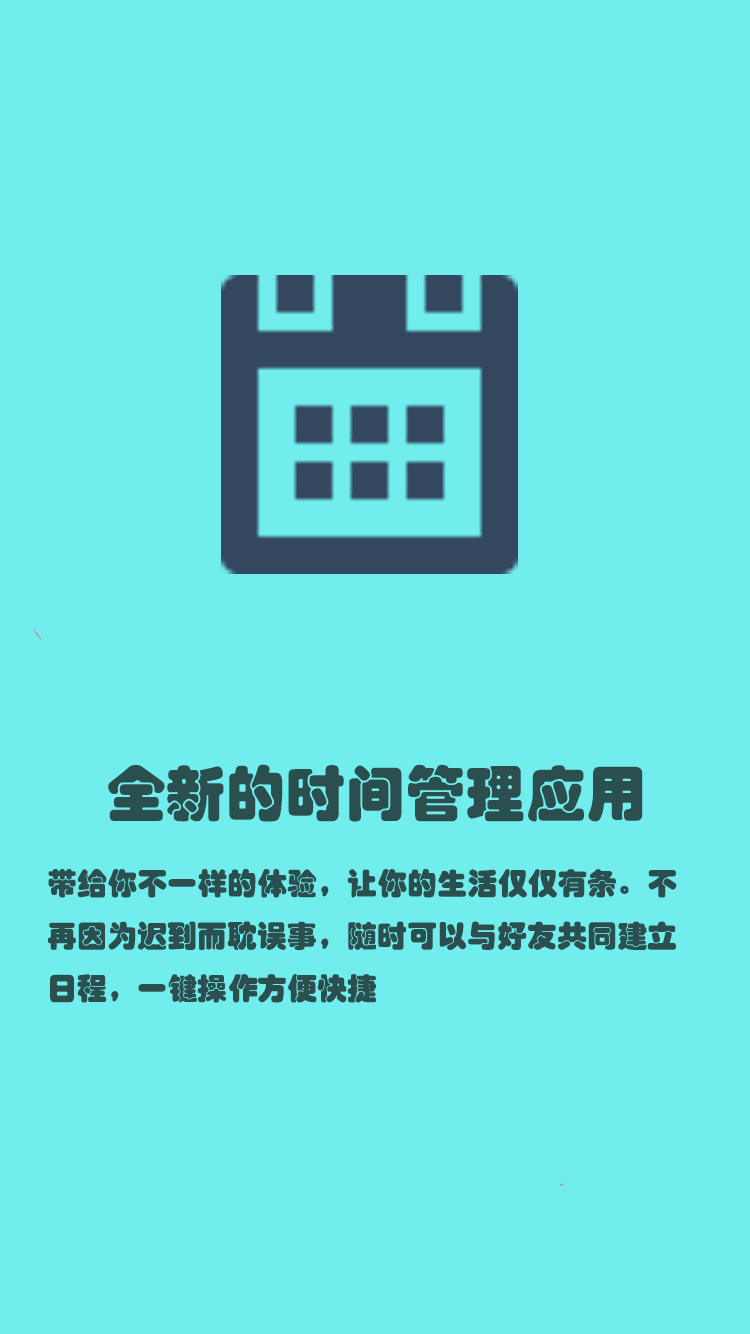 全新的时间管理应用
带给你不一样的体验，让你的生活仅仅有条。不
再因为迟到而耽误事，随时可以与好友共同建立
日程，一键操作方便快捷